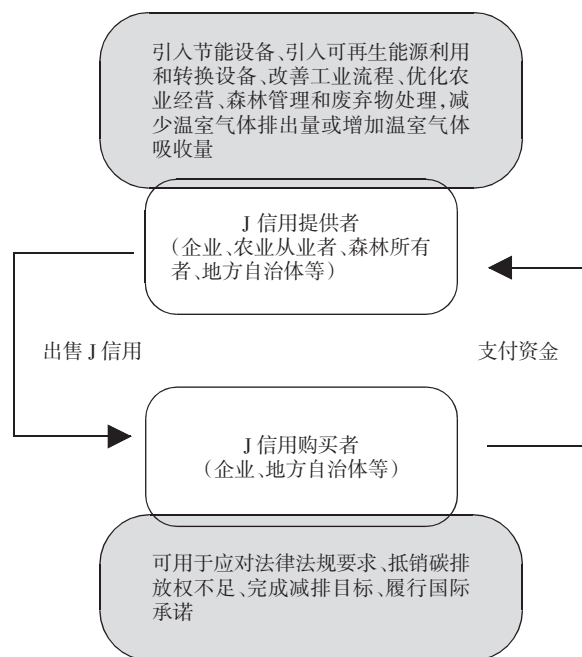 引入节能设备、引入可再生能源利用
和转换设备、改善工业流程、优化农
业经营、森林管理和废弃物处理，减
少温室气体排出量或增加温室气体
吸收量
J 信用提供者
（企业、农业从业者、森林所有
者、地方自治体等）
出售 J 信用
支付资金
J 信用购买者
（企业、地方自治体等）
可用于应对法律法规要求、抵销碳排
放权不足、完成减排目标、履行国际
承诺